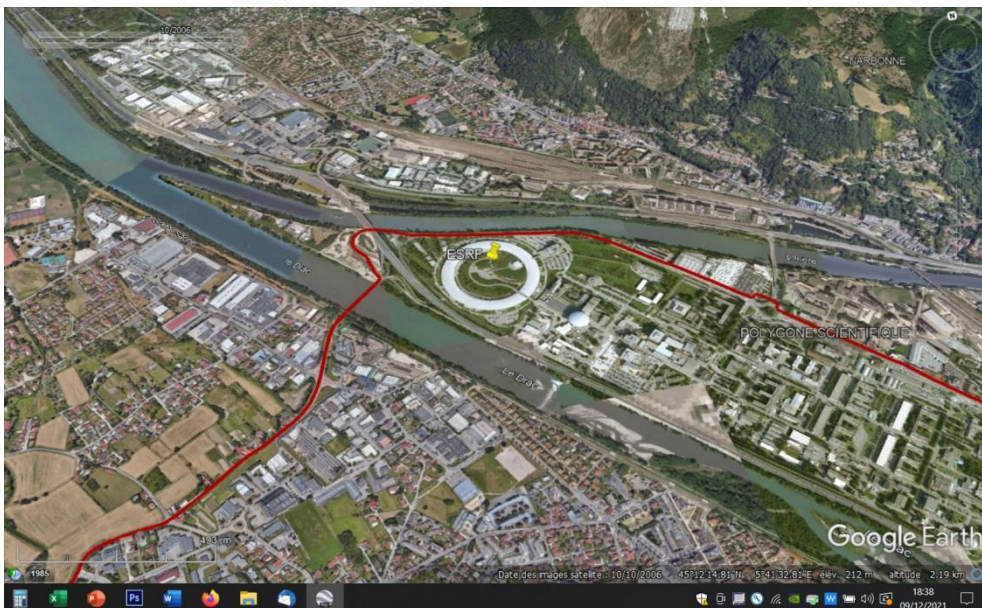 10/2006
NARBONNE
le Drac
ESRF
L'Isère
POLYGONE SCIENTIFIQUE
Le Drac
493 m
Google Earth
1985
Date des images satellite : 10/10/2006 45°12'14.81" N 5°41'32.81" E élév. 212 m altitude 2.19 km
18:38
09/12/2021